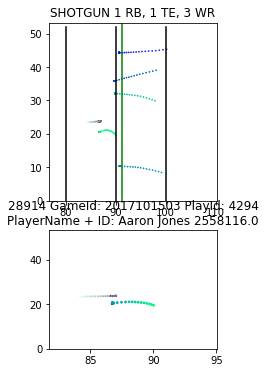 SHOTGUN 1 RB, 1 TE, 3 WR
50
40
30
20
10
0
80 90 100 110
28914 GameId: 2017101503 PlayId: 4294
PlayerName + ID: Aaron Jones 2558116.0
40
20
0
85 90 95